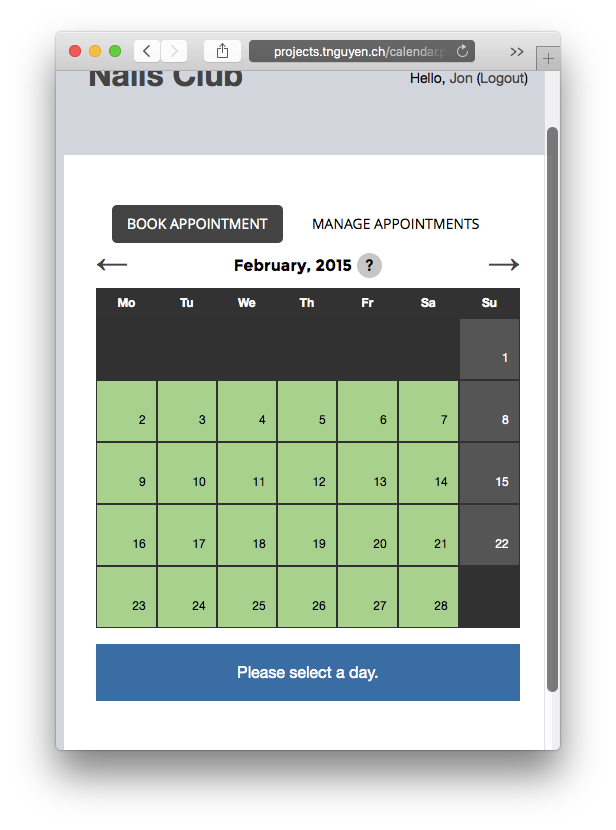 projects.tnguyen.ch/calendar.p
Nails Club
Hello, Jon (Logout)
BOOK APPOINTMENT MANAGE APPOINTMENTS
← February, 2015 ? →
Mo Tu We Th Fr Sa Su
1
2 3 4 5 6 7 8
9 10 11 12 13 14 15
16 17 18 19 20 21 22
23 24 25 26 27 28
Please select a day.